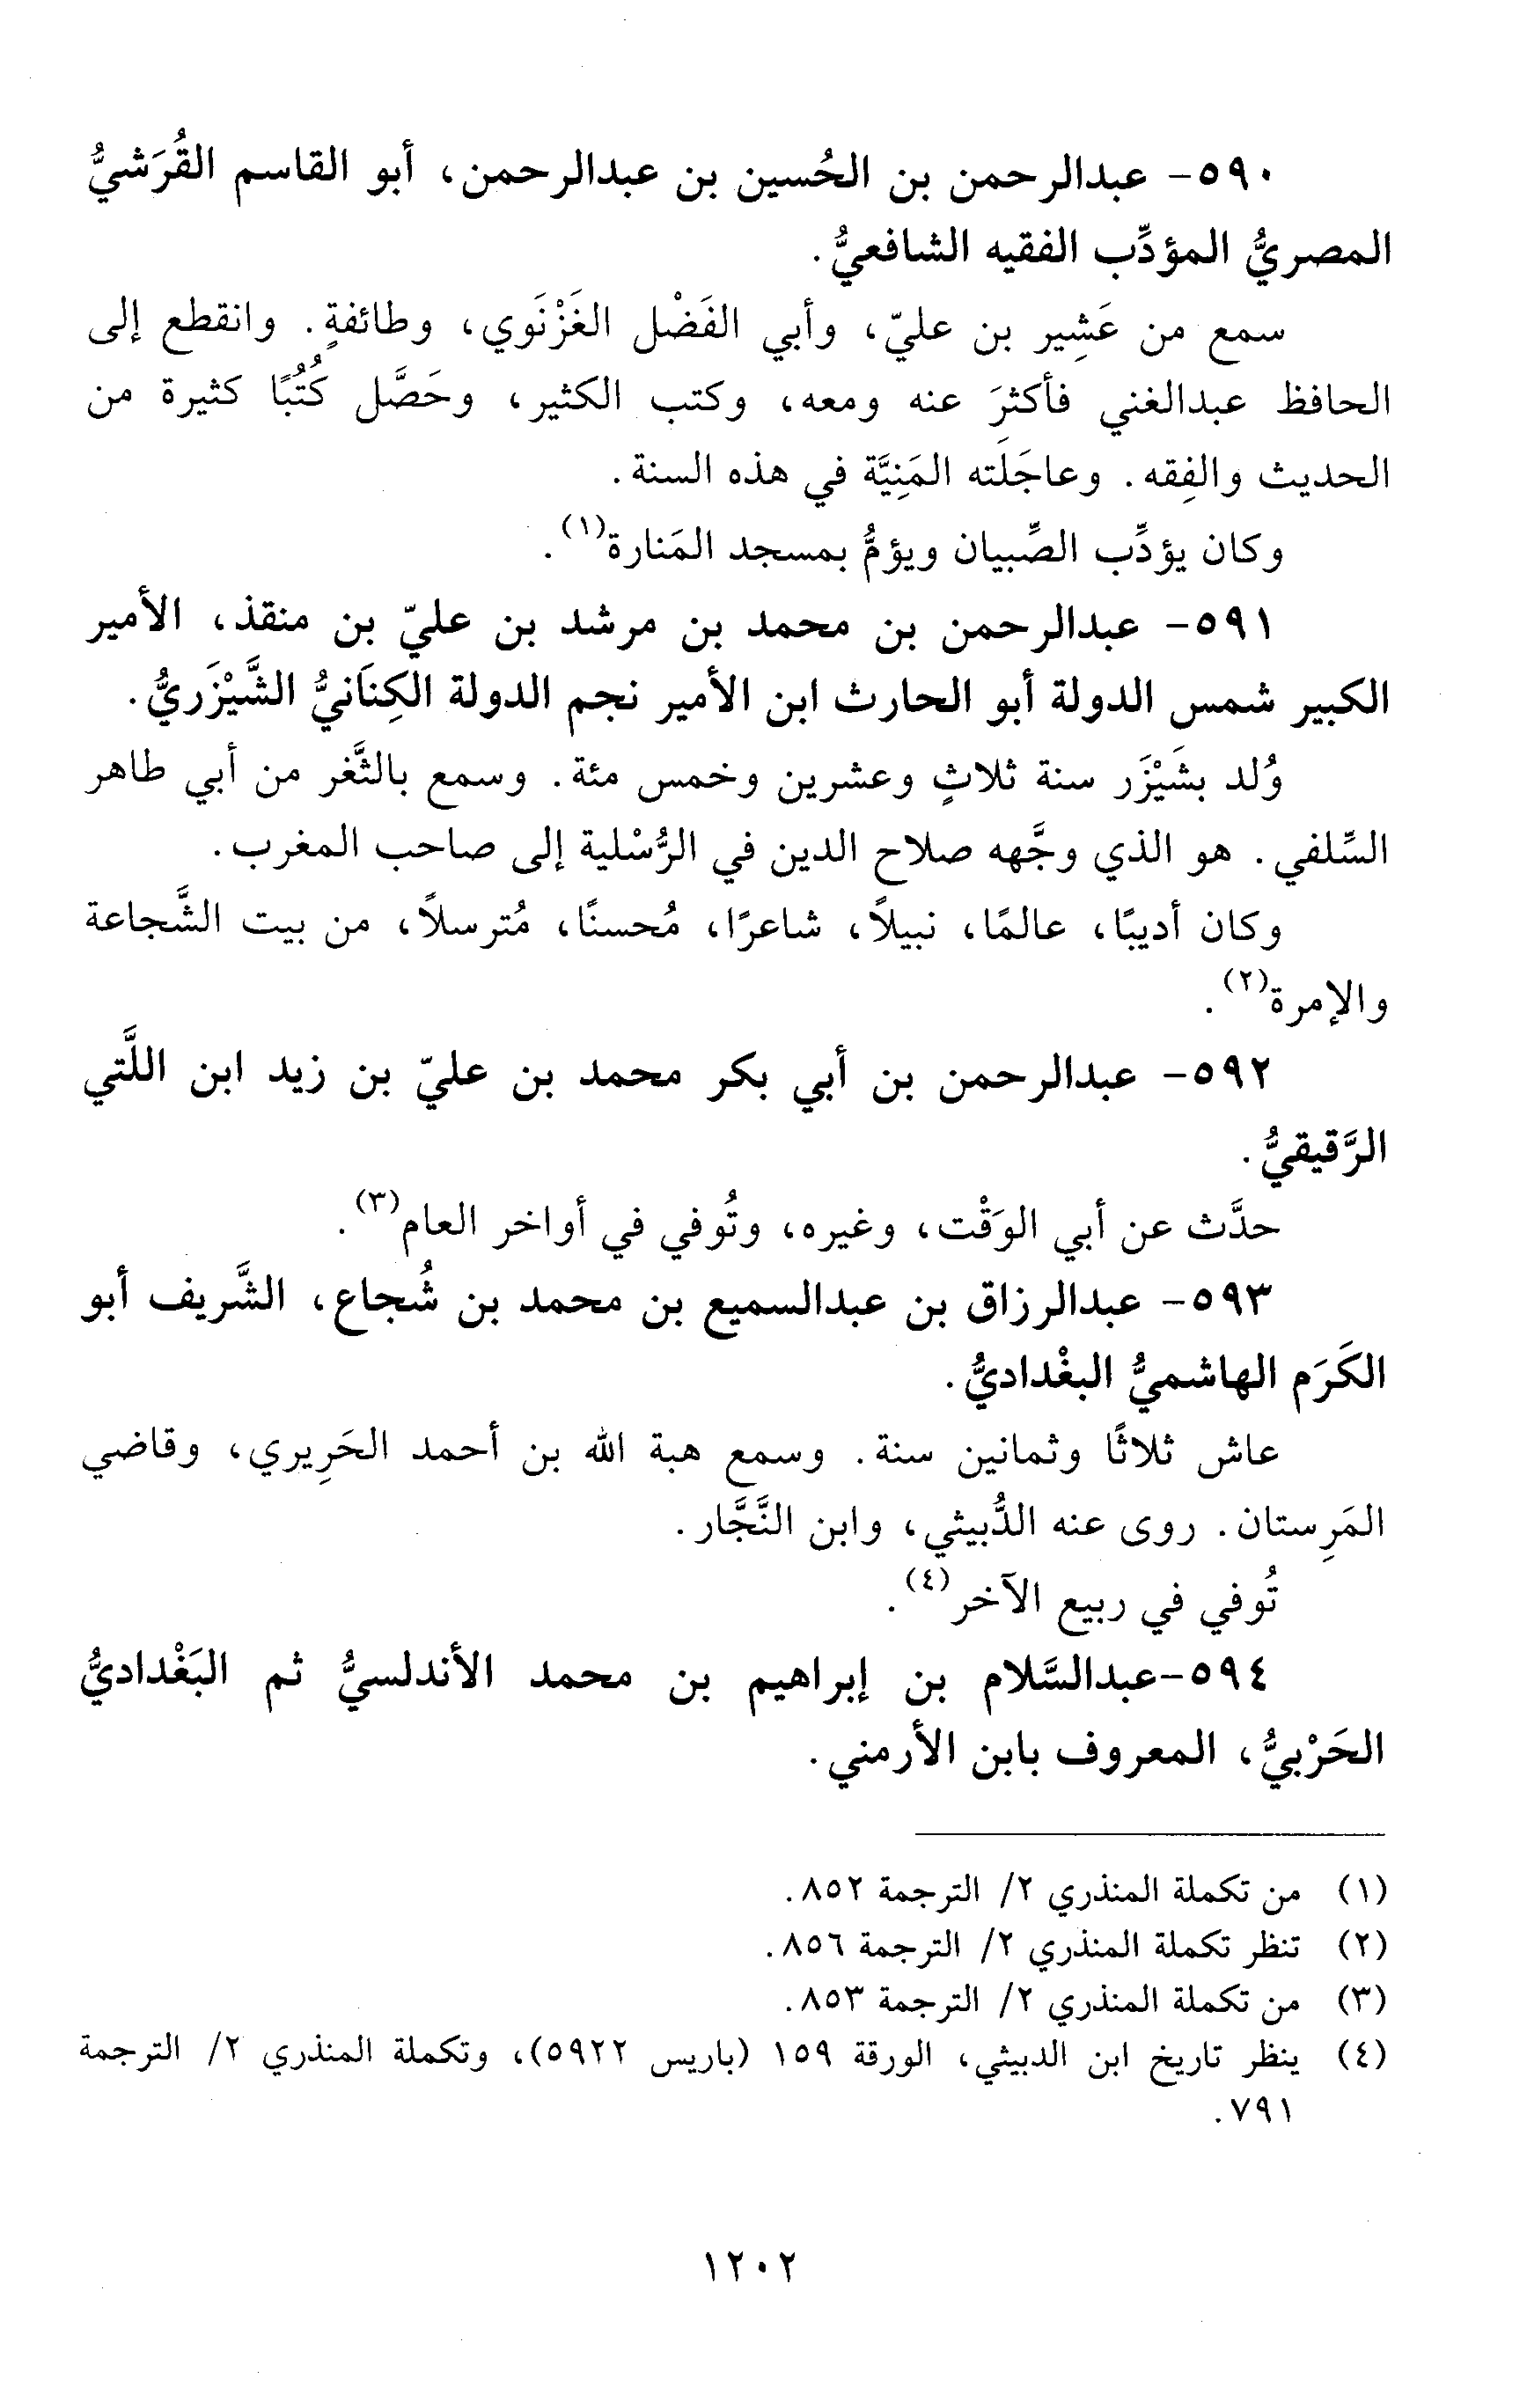 ٥٩٠- عبدالرحمن بن الحُسين بن عبدالرحمن، أبو القاسم القُرَشيُّ
المصريُّ المؤدِّب الفقيه الشافعيُّ.
سمع من عَشِير بن عليّ، وأبي الفَضْل الغَزْنَوي، وطائفةٍ. وانقطع إلى
الحافظ عبدالغني فأكثرَ عنه ومعه، وكتب الكثير، وحَصَّل كُتُبًا كثيرة من
الحديث والفِقه. وعاجَلَته المَنِيَّة في هذه السنة.
وكان يؤدِّب الصِّبيان ويؤمُّ بمسجد المَنارة(١).
٥٩١- عبدالرحمن بن محمد بن مرشد بن عليّ بن منقذ، الأمير
الكبير شمس الدولة أبو الحارث ابن الأمير نجم الدولة الكِنَانيُّ الشَّيْزَريُّ.
وُلد بشَيْزَر سنة ثلاثٍ وعشرين وخمس مئة. وسمع بالثَّغر من أبي طاهر
السِّلفي. هو الذي وجَّهه صلاح الدين في الرُّسْلية إلى صاحب المغرب.
وكان أديبًا، عالمًا، نبيلاً، شاعرًا، مُحسنًا، مُترسلاً، من بيت الشَّجاعة
والإمرة(٢).
٥٩٢- عبدالرحمن بن أبي بكر محمد بن عليّ بن زيد ابن اللَّتي
الرَّقيقيُّ.
حدَّث عن أبي الوَقْت، وغيره، وتُوفي في أواخر العام(٣).
٥٩٣- عبدالرزاق بن عبدالسميع بن محمد بن شُجاع، الشَّريف أبو
الكَرَم الهاشميُّ البغْداديُّ.
عاش ثلاثًا وثمانين سنة. وسمع هبة الله بن أحمد الحَرِيري، وقاضي
المَرِستان. روى عنه الدُّبيثي، وابن النَّجَّار.
تُوفي في ربيع الآخر(٤).
٥٩٤-عبدالسَّلام بن إبراهيم بن محمد الأندلسيُّ ثم البَغْداديُّ
الحَرْبيُّ، المعروف بابن الأرمني.
(١) من تكملة المنذري ٢/ الترجمة ٨٥٢.
(٢) تنظر تكملة المنذري ٢/ الترجمة ٨٥٦.
(٣) من تكملة المنذري ٢/ الترجمة ٨٥٣.
(٤) ينظر تاريخ ابن الدبيثي، الورقة ١٥٩ (باريس ٥٩٢٢)، وتكملة المنذري ٢/ الترجمة
٧٩١.
١٢٠٢